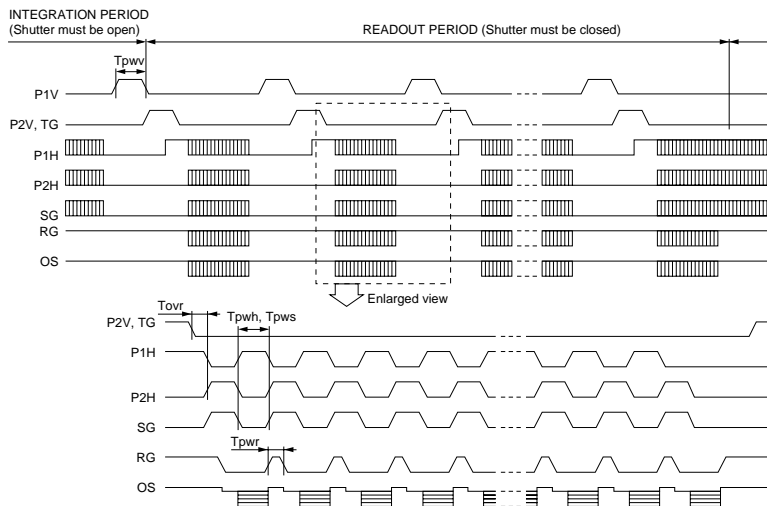 INTEGRATION PERIOD
(Shutter must be open)
READOUT PERIOD (Shutter must be closed)
Tpwv
P1V
P2V, TG
P1H
P2H
SG
RG
OS
Enlarged view
Tovr
Tpwh, Tpws
P2V, TG
P1H
P2H
SG
Tpwr
RG
OS